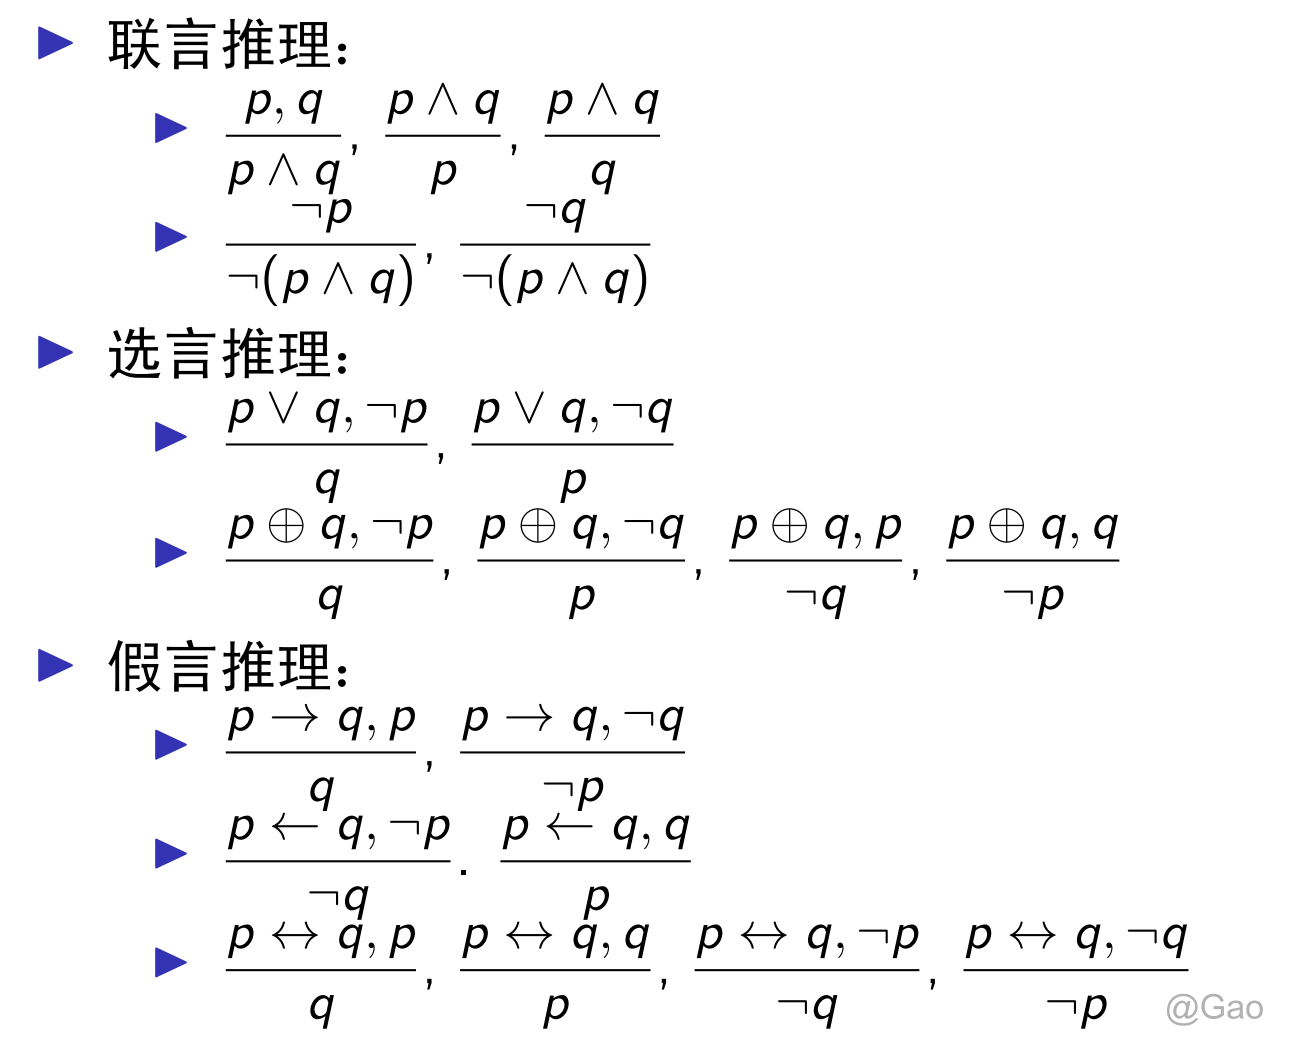 联言推理：
$\frac{p, q}{p \wedge q}$, $\frac{p \wedge q}{p}$, $\frac{p \wedge q}{q}$
$\frac{\neg p}{\neg(p \wedge q)}$, $\frac{\neg q}{\neg(p \wedge q)}$
选言推理：
$\frac{p \vee q, \neg p}{q}$, $\frac{p \vee q, \neg q}{p}$
$\frac{p \oplus q, \neg p}{q}$, $\frac{p \oplus q, \neg q}{p}$, $\frac{p \oplus q, p}{\neg q}$, $\frac{p \oplus q, q}{\neg p}$
假言推理：
$\frac{p \to q, p}{q}$, $\frac{p \to q, \neg q}{\neg p}$
$\frac{p \leftarrow q, \neg p}{\neg q}$. $\frac{p \leftarrow q, q}{p}$
$\frac{p \leftrightarrow q, p}{q}$, $\frac{p \leftrightarrow q, q}{p}$, $\frac{p \leftrightarrow q, \neg p}{\neg q}$, $\frac{p \leftrightarrow q, \neg q}{\neg p}$
@Gao